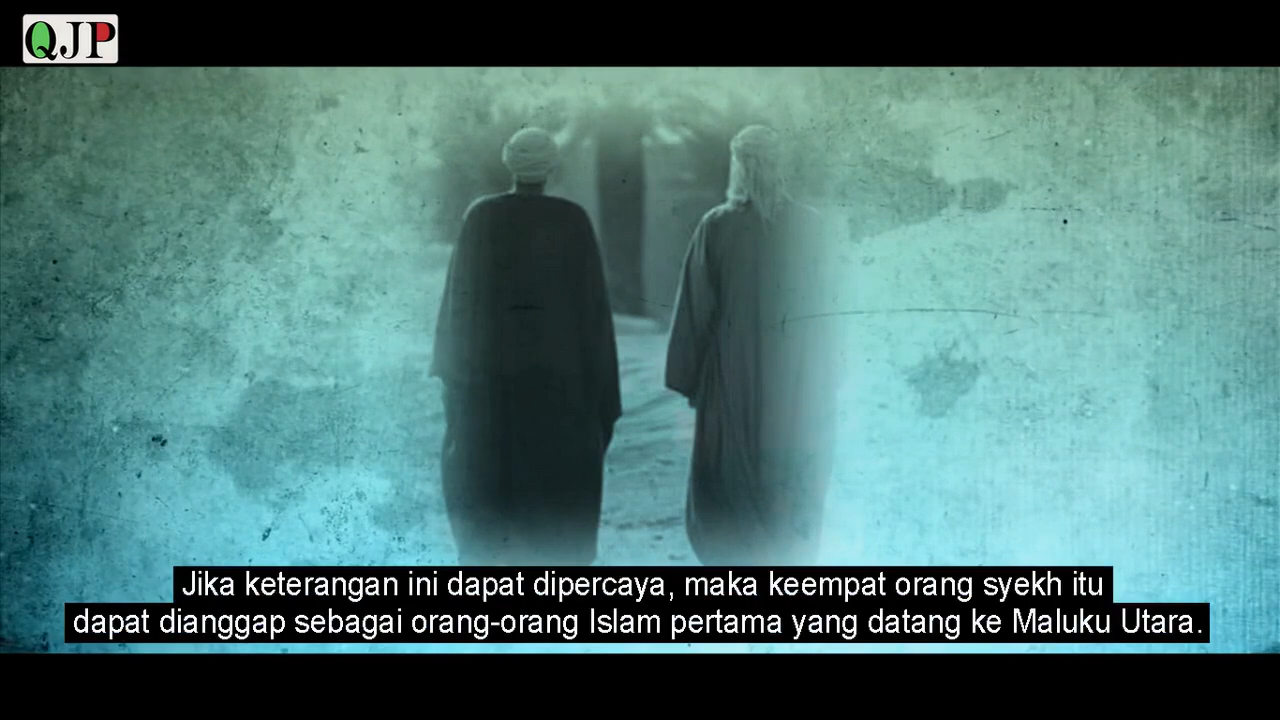 QJP
Jika keterangan ini dapat dipercaya, maka keempat orang syekh itu
dapat dianggap sebagai orang-orang Islam pertama yang datang ke Maluku Utara.